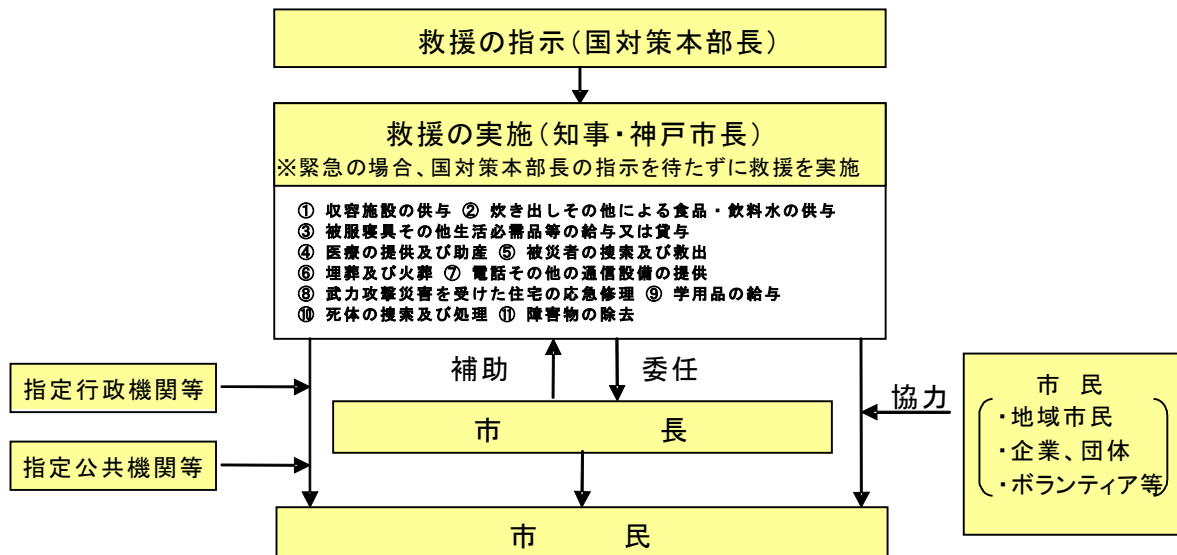 救援の指示（国対策本部長）
救援の実施（知事・神戸市長）
※緊急の場合、国対策本部長の指示を待たずに救援を実施
① 収容施設の供与 ② 炊き出しその他による食品・飲料水の供与
③ 被服寝具その他生活必需品等の給与又は貸与
④ 医療の提供及び助産 ⑤ 被災者の捜索及び救出
⑥ 埋葬及び火葬 ⑦ 電話その他の通信設備の提供
⑧ 武力攻撃災害を受けた住宅の応急修理 ⑨ 学用品の給与
⑩ 死体の捜索及び処理 ⑪ 障害物の除去
補助 委任
指定行政機関等
指定公共機関等
市 長
協力
市 民
・地域市民
・企業、団体
・ボランティア等
市 民